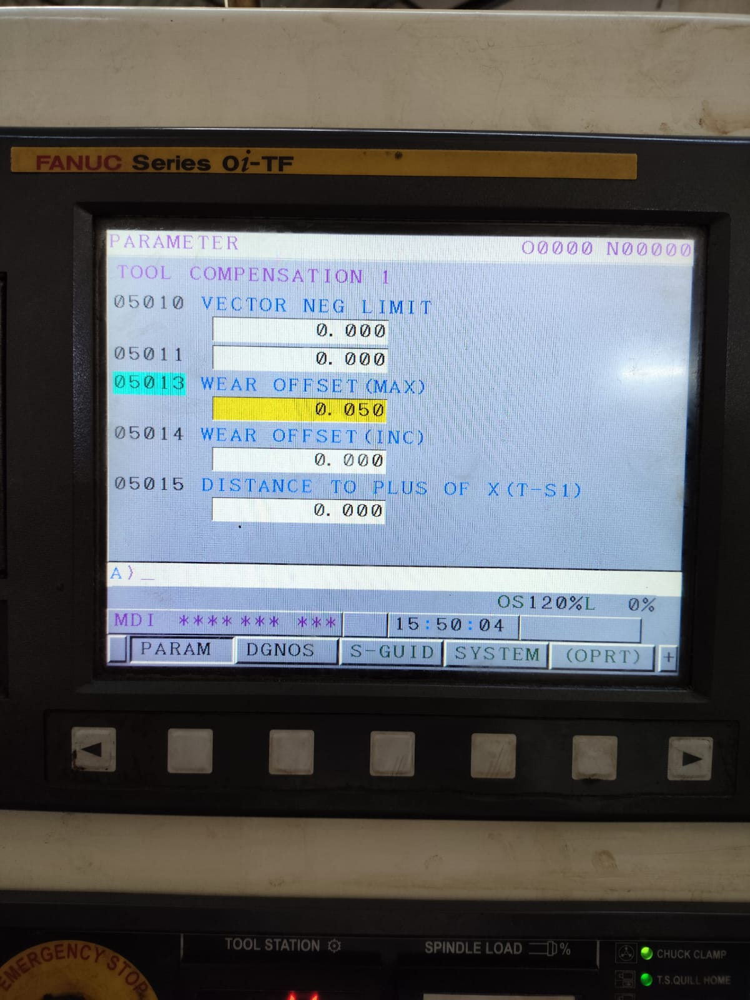 FANUC Series 0i-TF
PARAMETER O0000 N00000
TOOL COMPENSATION 1
05010 VECTOR NEG LIMIT
0. 000
05011 0. 000
05013 WEAR OFFSET(MAX)
0. 050
05014 WEAR OFFSET(INC)
0. 000
05015 DISTANCE TO PLUS OF X(T-S1)
0. 000
A)_
OS120%L 0%
MDI **** *** *** 15:50:04
PARAM DGNOS S-GUID SYSTEM (OPRT) +
TOOL STATION SPINDLE LOAD %
EMERGENCY STOP
CHUCK CLAMP
T.S.QUILL HOME